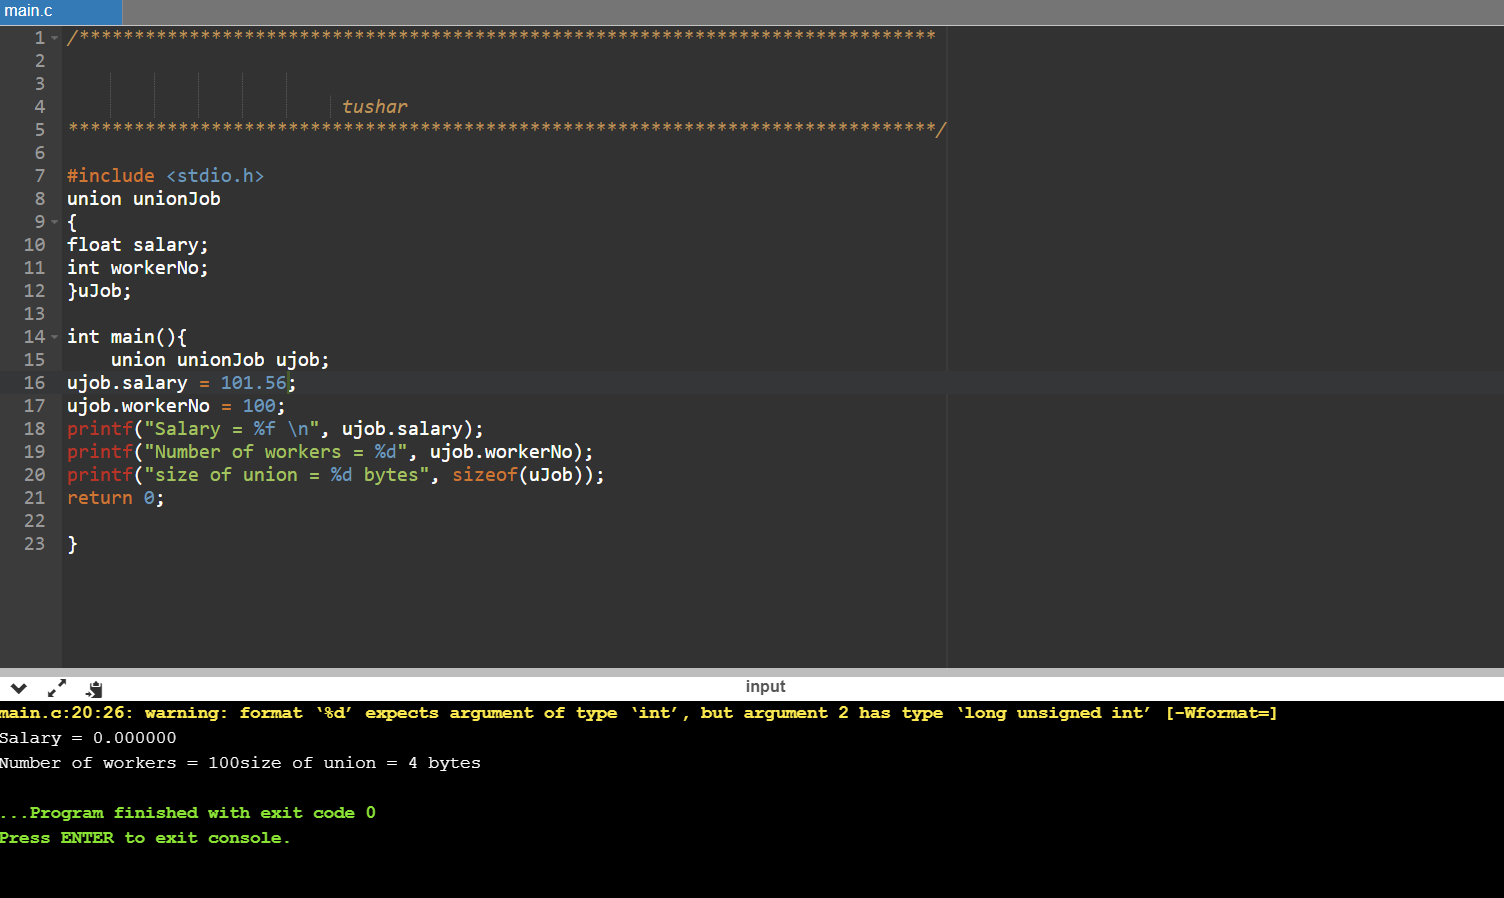 main.c
1 /******************************************************************************
2
3
4 tushar
5 *******************************************************************************/
6
7 #include <stdio.h>
8 union unionJob
9 {
10 float salary;
11 int workerNo;
12 }uJob;
13
14 int main(){
15 union unionJob ujob;
16 ujob.salary = 101.56;
17 ujob.workerNo = 100;
18 printf("Salary = %f \n", ujob.salary);
19 printf("Number of workers = %d", ujob.workerNo);
20 printf("size of union = %d bytes", sizeof(uJob));
21 return 0;
22
23 }
input
main.c:20:26: warning: format ‘%d’ expects argument of type ‘int’, but argument 2 has type ‘long unsigned int’ [-Wformat=]
Salary = 0.000000
Number of workers = 100size of union = 4 bytes
...Program finished with exit code 0
Press ENTER to exit console.